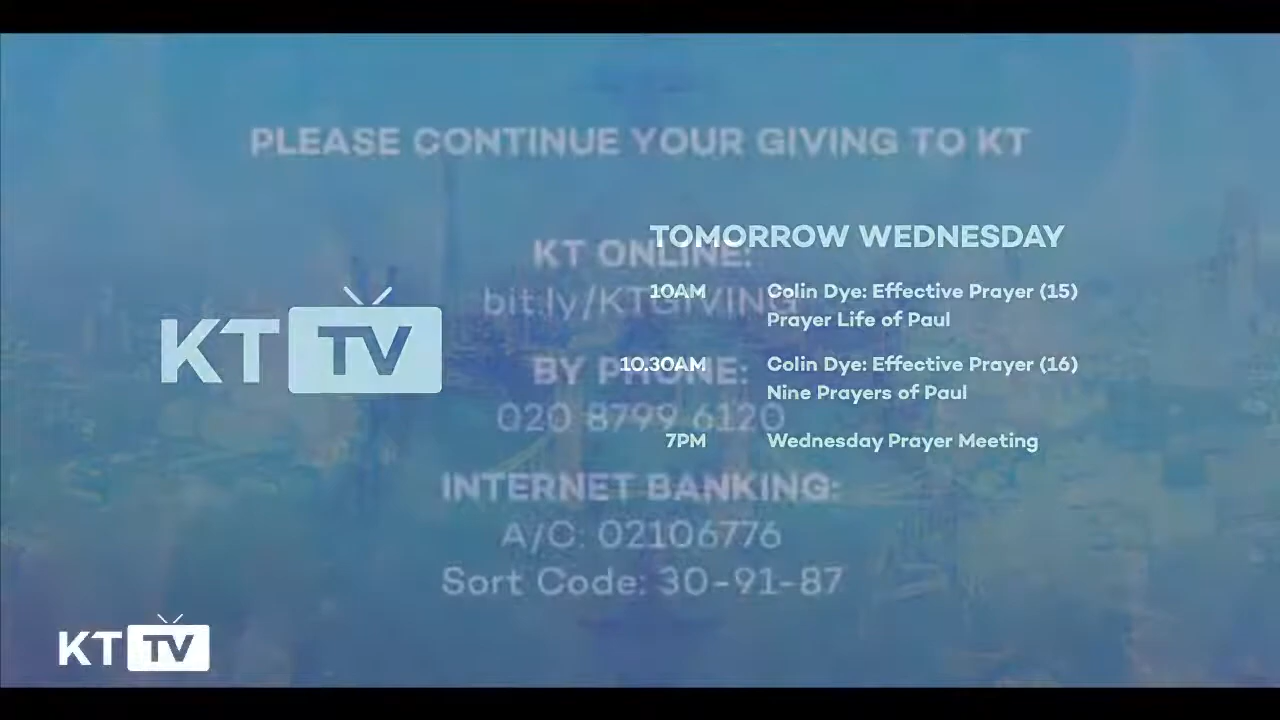 PLEASE CONTINUE YOUR GIVING TO KT
KT ONLINE:
bit.ly/KTGIVING
BY PHONE:
020 8799 6120
INTERNET BANKING:
A/C: 02106776
Sort Code: 30-91-87
KT TV
TOMORROW WEDNESDAY
10AM Colin Dye: Effective Prayer (15)
Prayer Life of Paul
10.30AM Colin Dye: Effective Prayer (16)
Nine Prayers of Paul
7PM Wednesday Prayer Meeting
KT TV